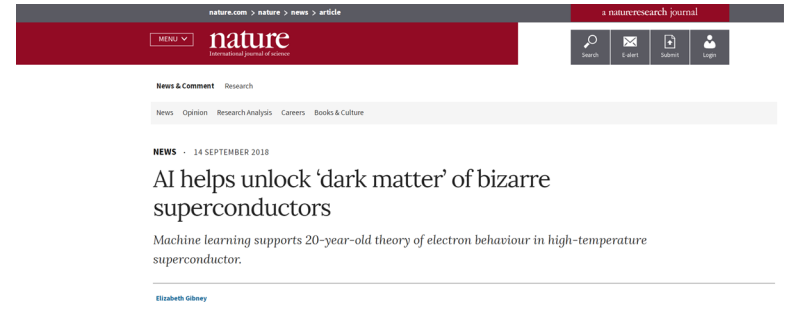 nature.com > nature > news > article
a natureresearch journal
MENU
nature
International journal of science
Search
E-alert
Submit
Login
News & Comment Research
News Opinion Research Analysis Careers Books & Culture
NEWS · 14 SEPTEMBER 2018
AI helps unlock ‘dark matter’ of bizarre
superconductors
Machine learning supports 20-year-old theory of electron behaviour in high-temperature
superconductor.
Elizabeth Gibney